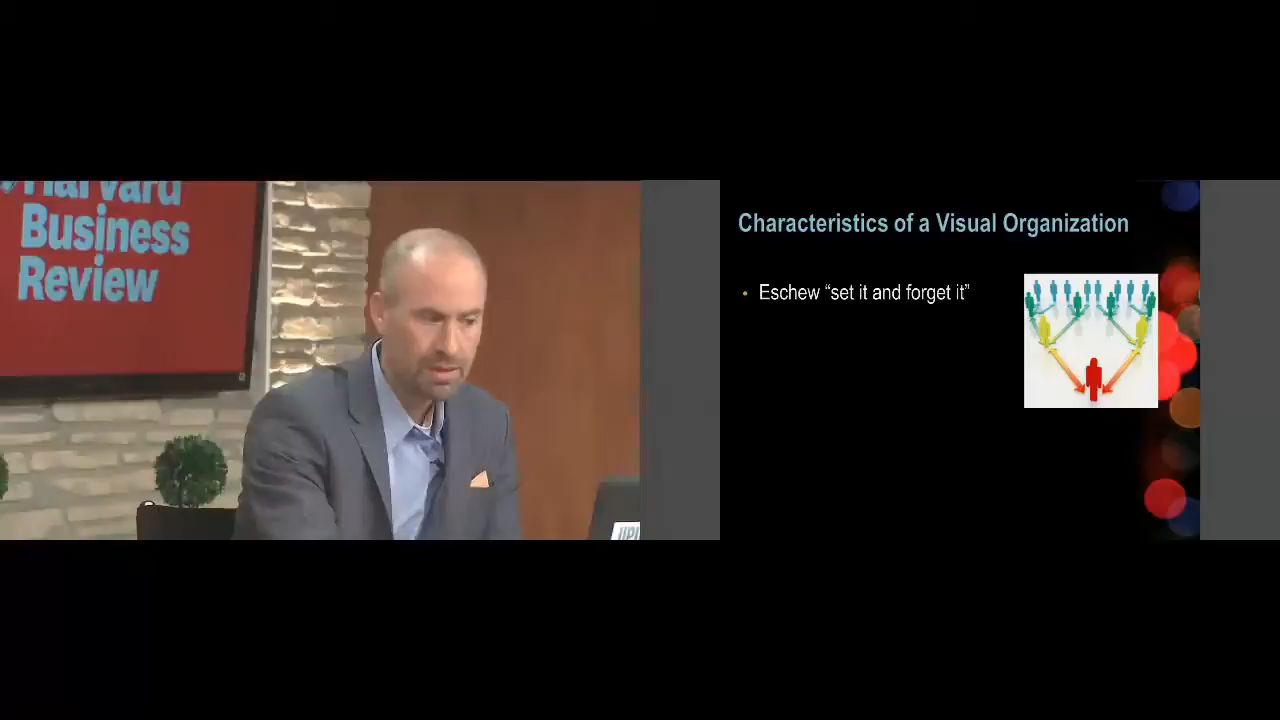 Harvard
Business
Review
Characteristics of a Visual Organization
• Eschew “set it and forget it”